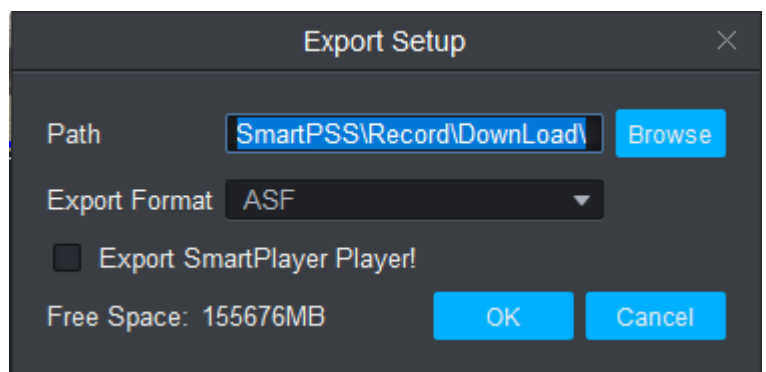 Export Setup
Path SmartPSS\Record\DownLoad\ Browse
Export Format ASF
Export SmartPlayer Player!
Free Space: 155676MB OK Cancel